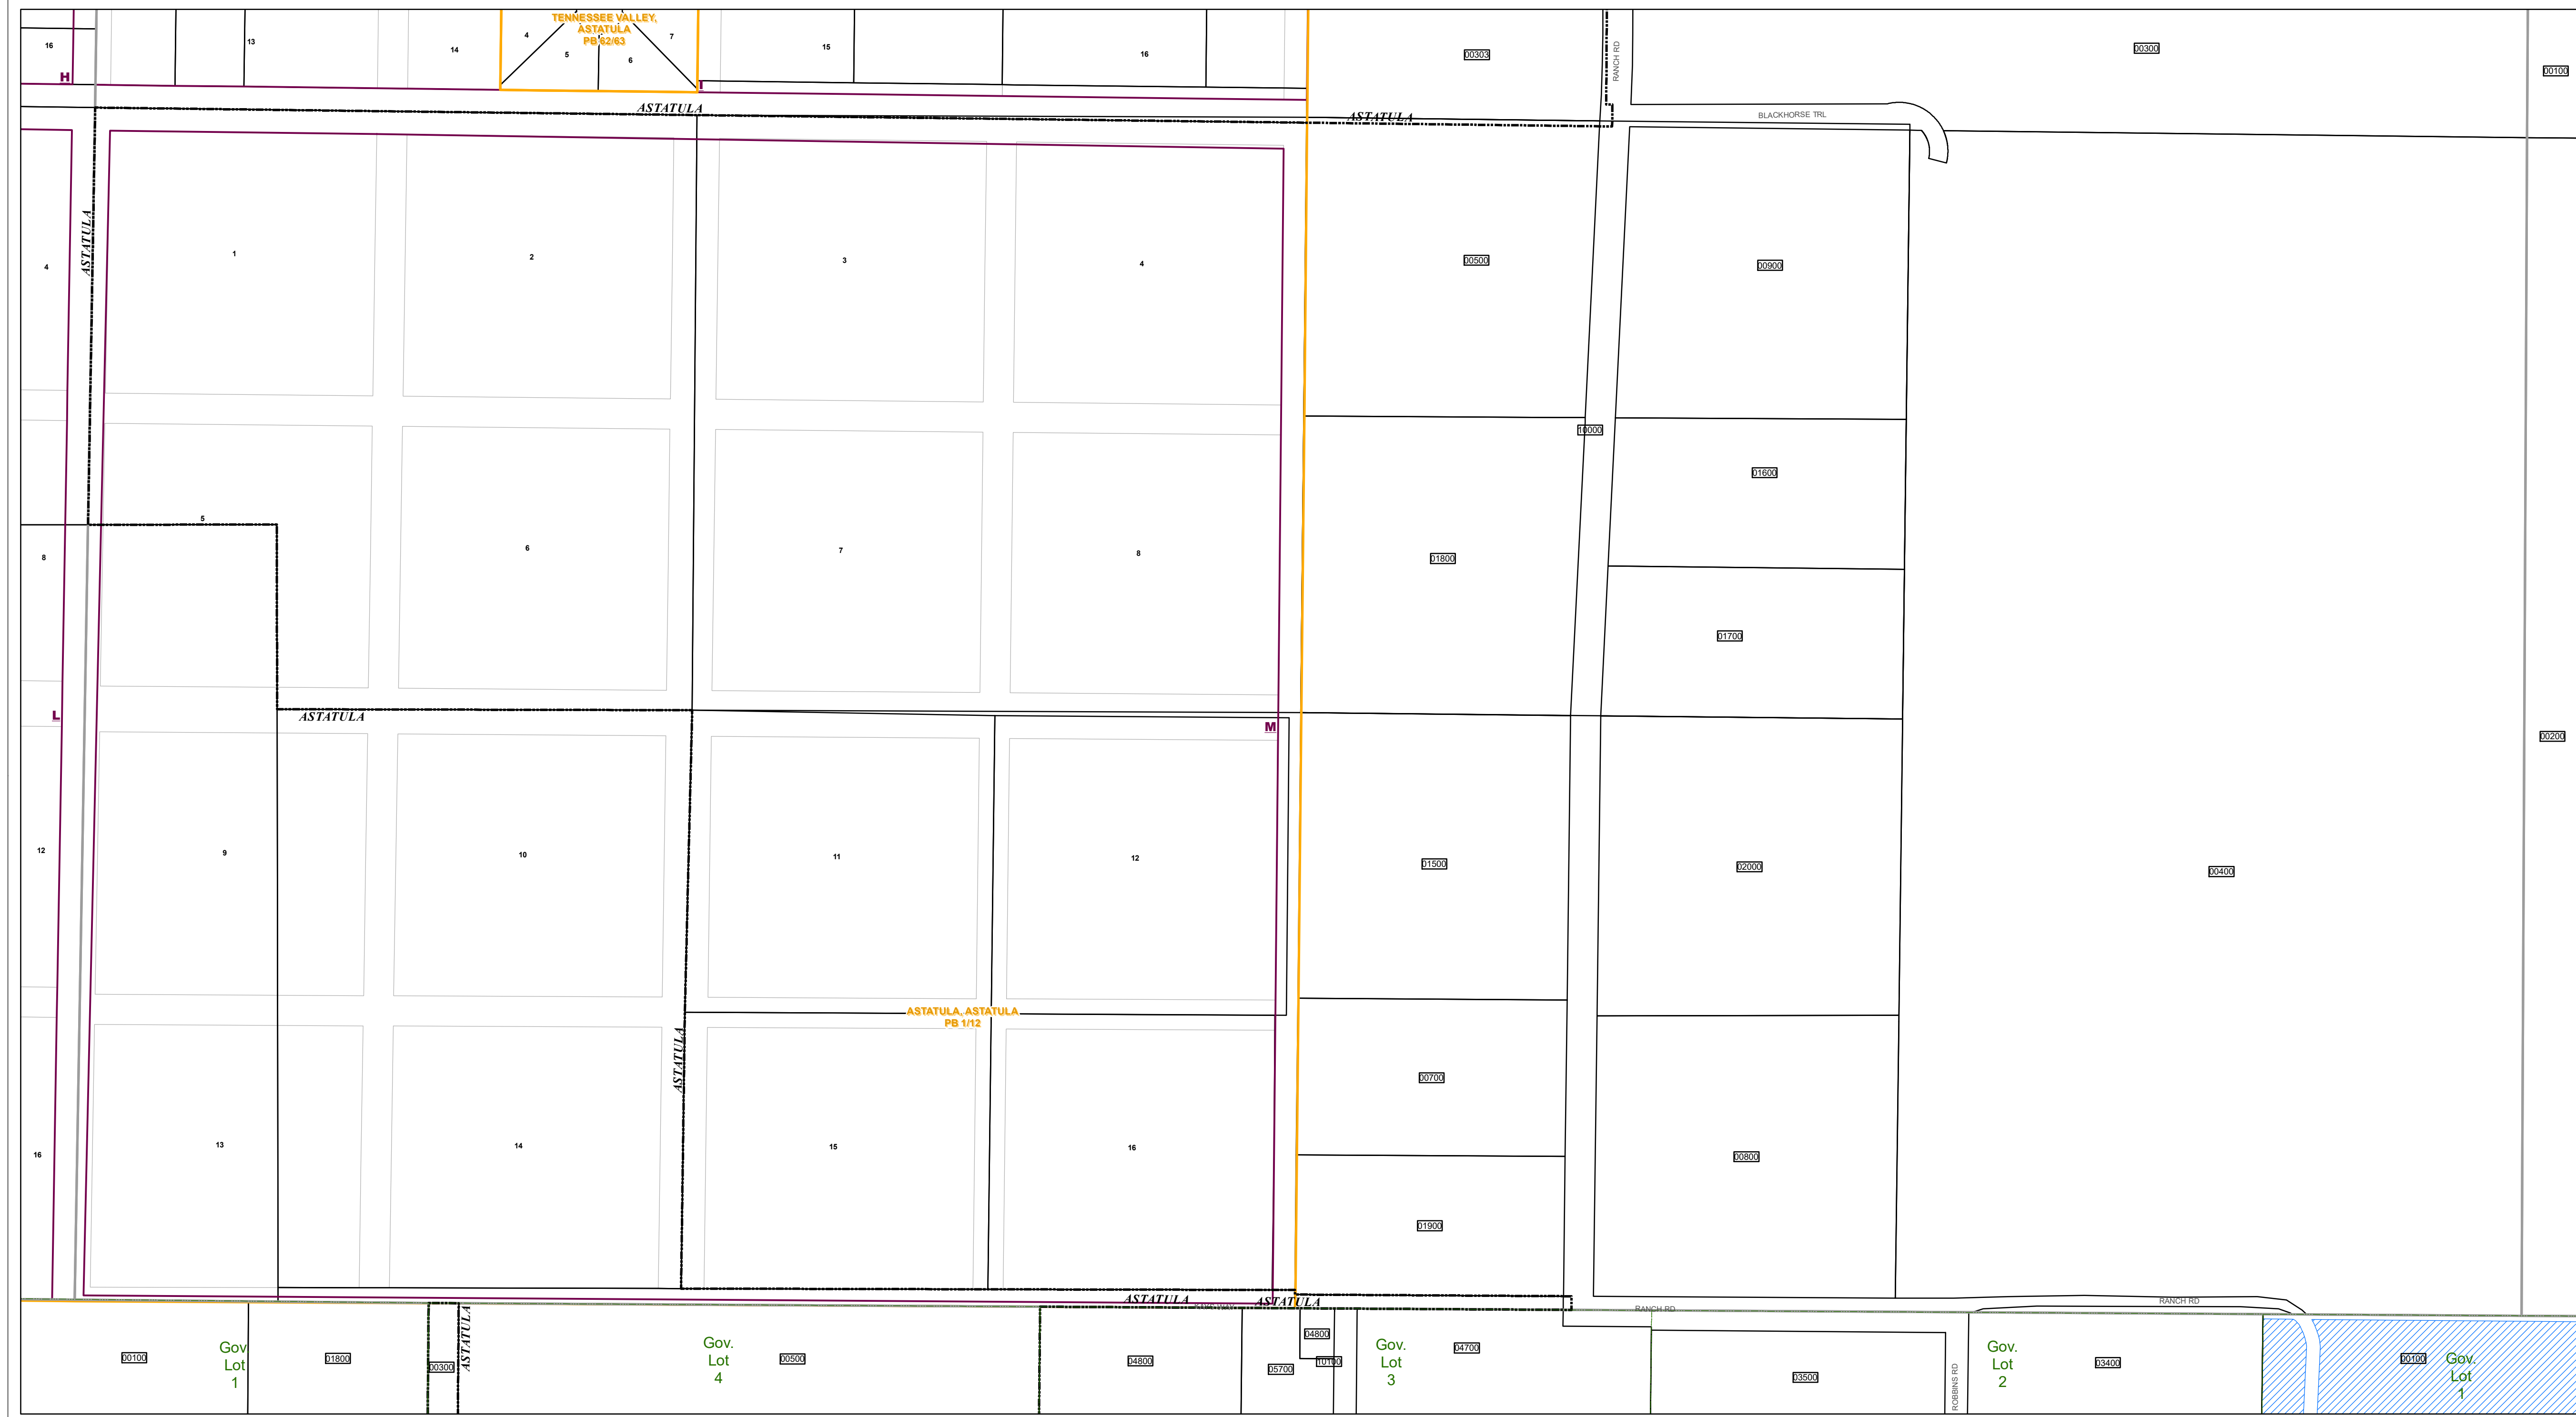 TENNESSEE VALLEY,
ASTATULA
PB 62/63
16
13
14
4
5
6
7
15
16
00303
RANCH RD
00300
00100
H
I
ASTATULA
ASTATULA
BLACKHORSE TRL
ASTATULA
4
1
2
3
4
00500
00900
10000
01600
5
8
6
7
8
01800
01700
L
ASTATULA
M
00200
12
9
10
11
12
01500
02000
00400
ASTATULA, ASTATULA
PB 1/12
ASTATULA
00700
16
13
14
15
16
00800
01900
ASTATULA
ASTATULA
RANCH RD
RANCH RD
ASTATULA
00100
Gov
Lot
1
01800
00300
Gov.
Lot
4
00500
04800
05700
04800
10100
Gov.
Lot
3
04700
03500
ROBBINS RD
Gov.
Lot
2
03400
00100
Gov.
Lot
1